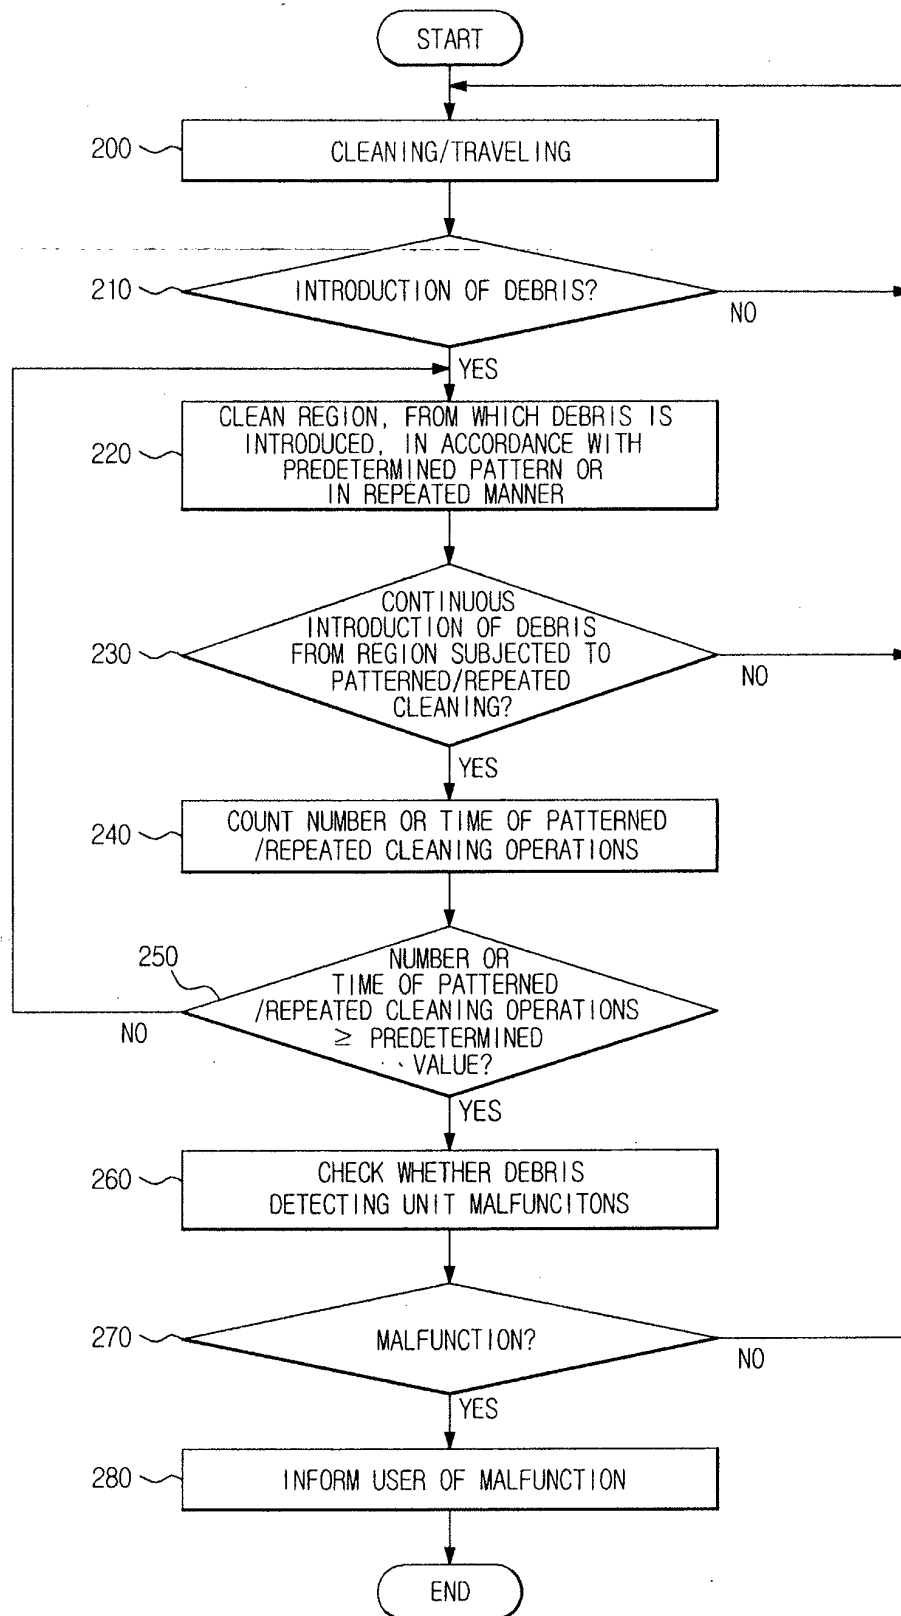 START
200
CLEANING/TRAVELING
210
INTRODUCTION OF DEBRIS?
NO
YES
220
CLEAN REGION, FROM WHICH DEBRIS IS
INTRODUCED, IN ACCORDANCE WITH
PREDETERMINED PATTERN OR
IN REPEATED MANNER
230
CONTINUOUS
INTRODUCTION OF DEBRIS
FROM REGION SUBJECTED TO
PATTERNED/REPEATED
CLEANING?
NO
YES
240
COUNT NUMBER OR TIME OF PATTERNED
/REPEATED CLEANING OPERATIONS
250
NUMBER OR
TIME OF PATTERNED
/REPEATED CLEANING OPERATIONS
≥ PREDETERMINED
VALUE?
NO
YES
260
CHECK WHETHER DEBRIS
DETECTING UNIT MALFUNCITONS
270
MALFUNCTION?
NO
YES
280
INFORM USER OF MALFUNCTION
END